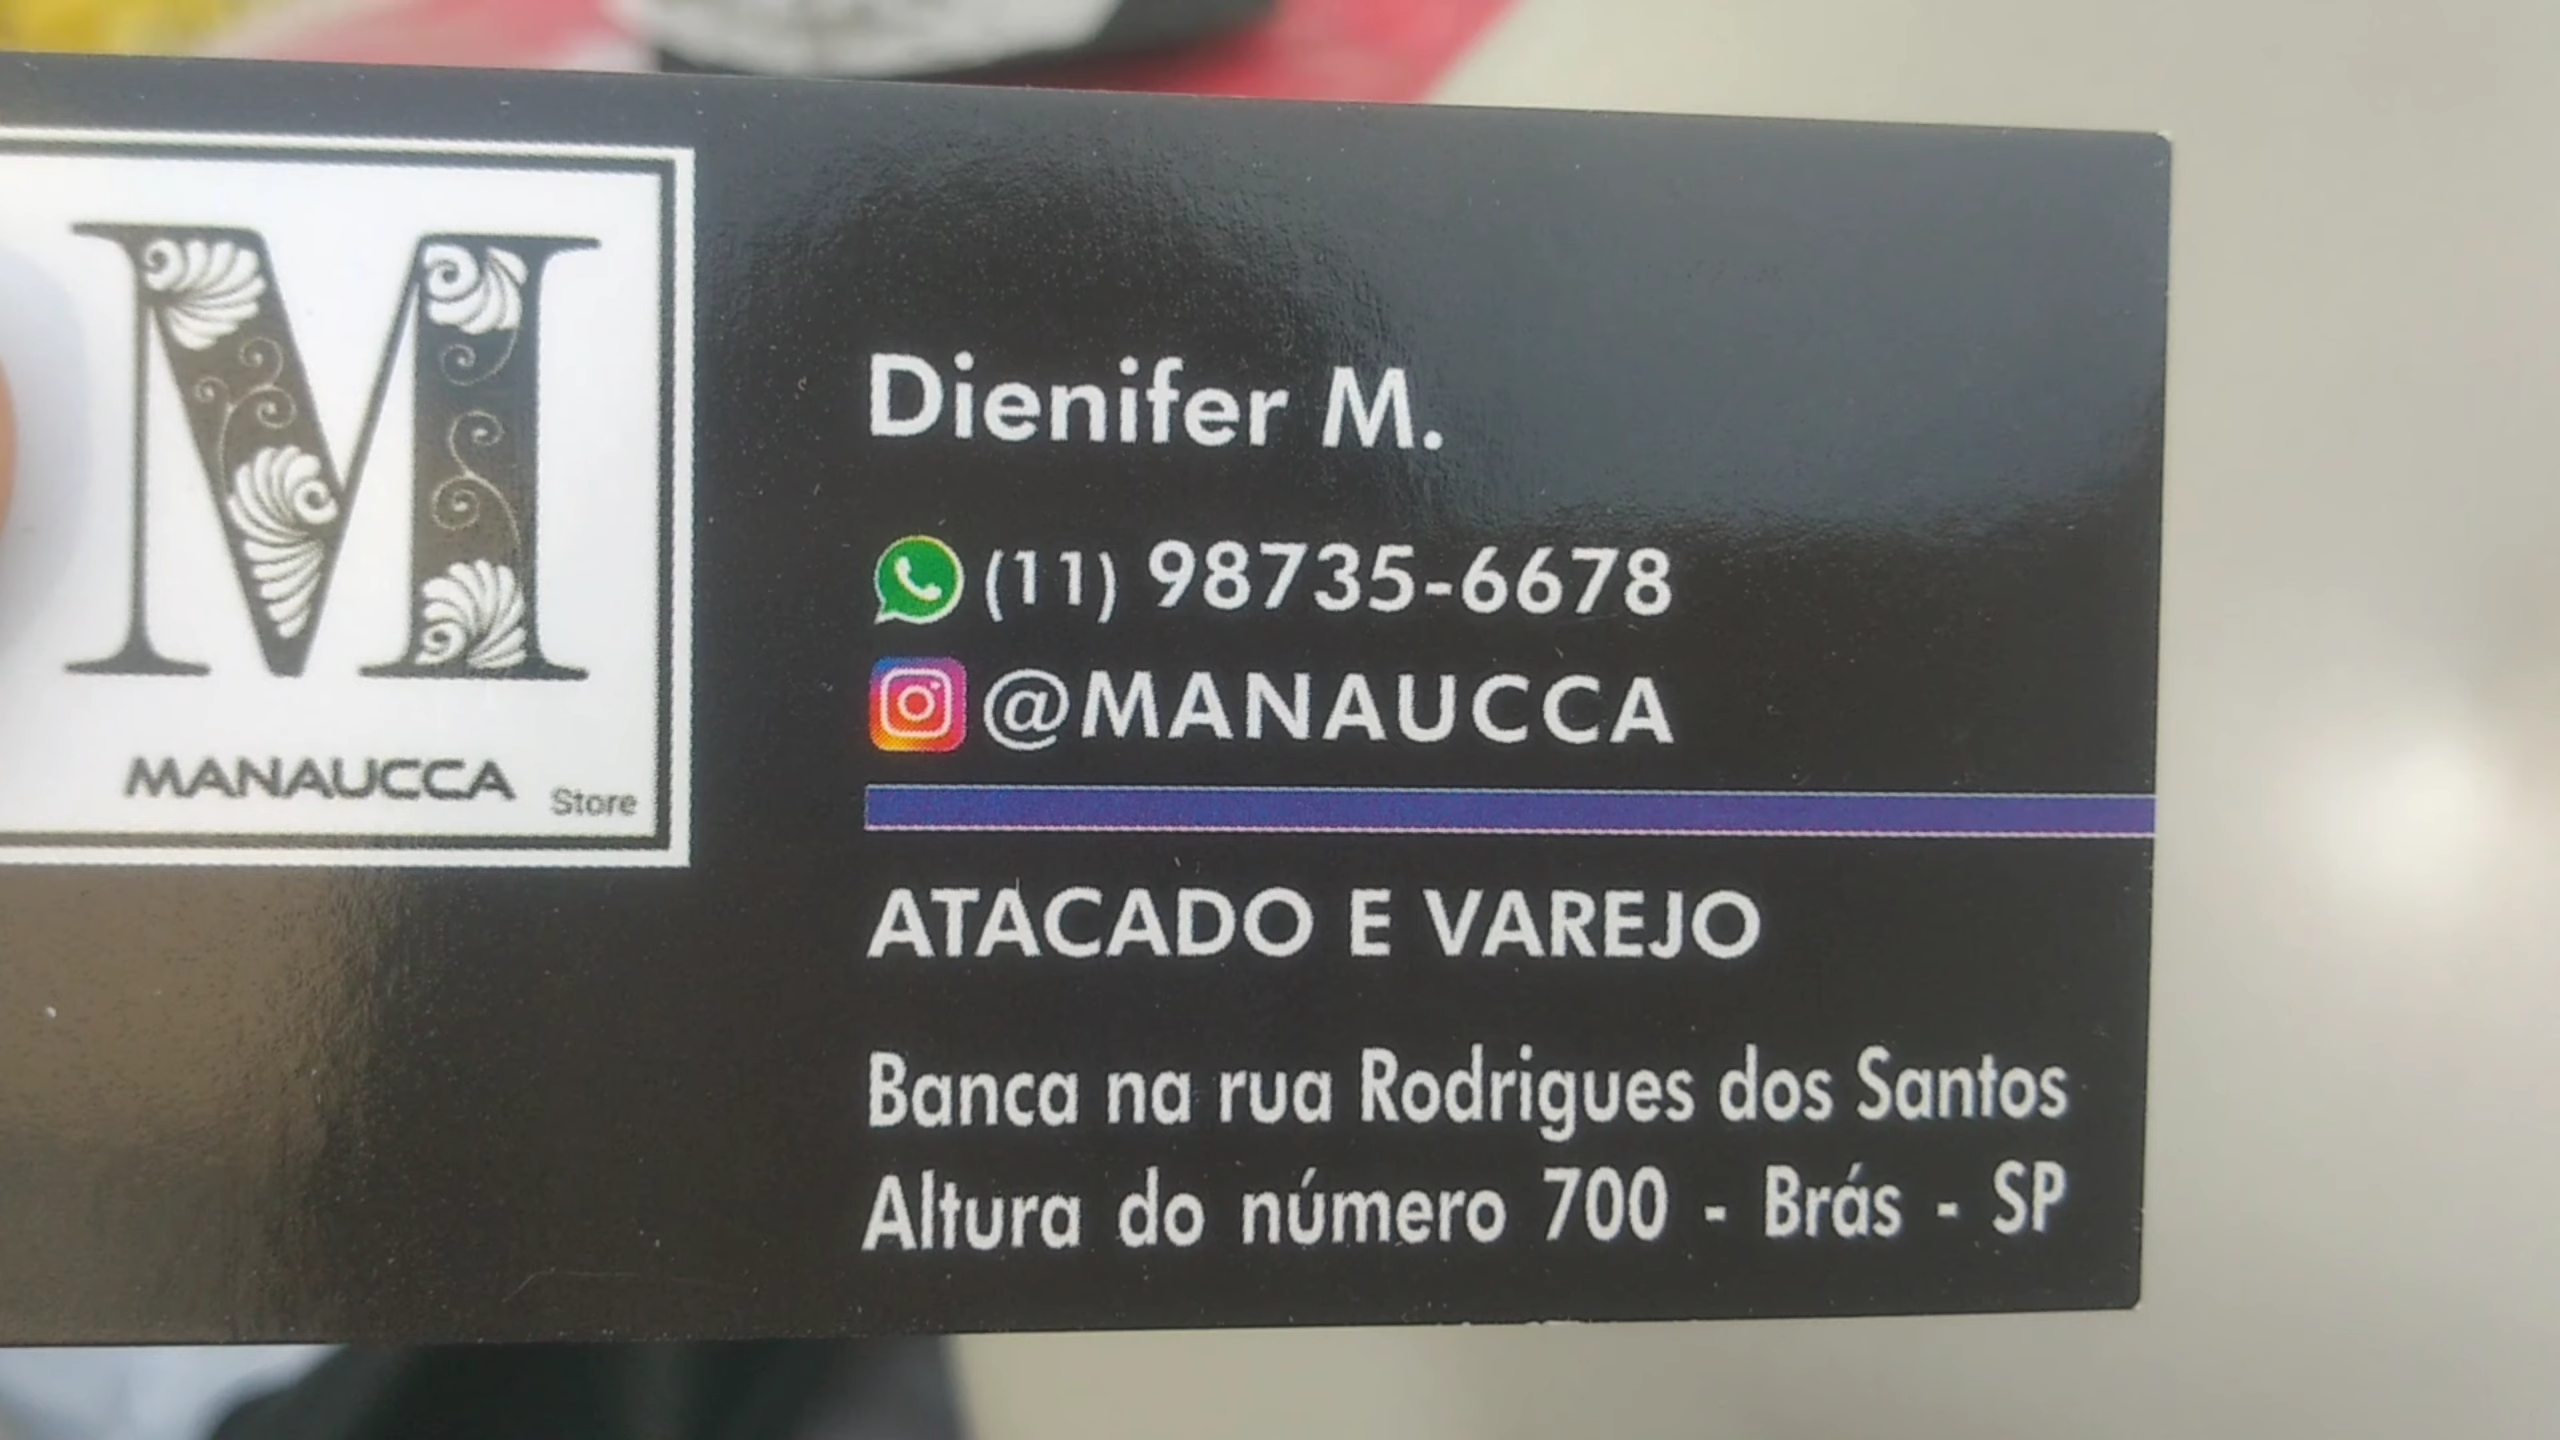 M
MANAUCCA
Store
Dienifer M.
(11) 98735-6678
@MANAUCCA
ATACADO E VAREJO
Banca na rua Rodrigues dos Santos
Altura do número 700 - Brás - SP